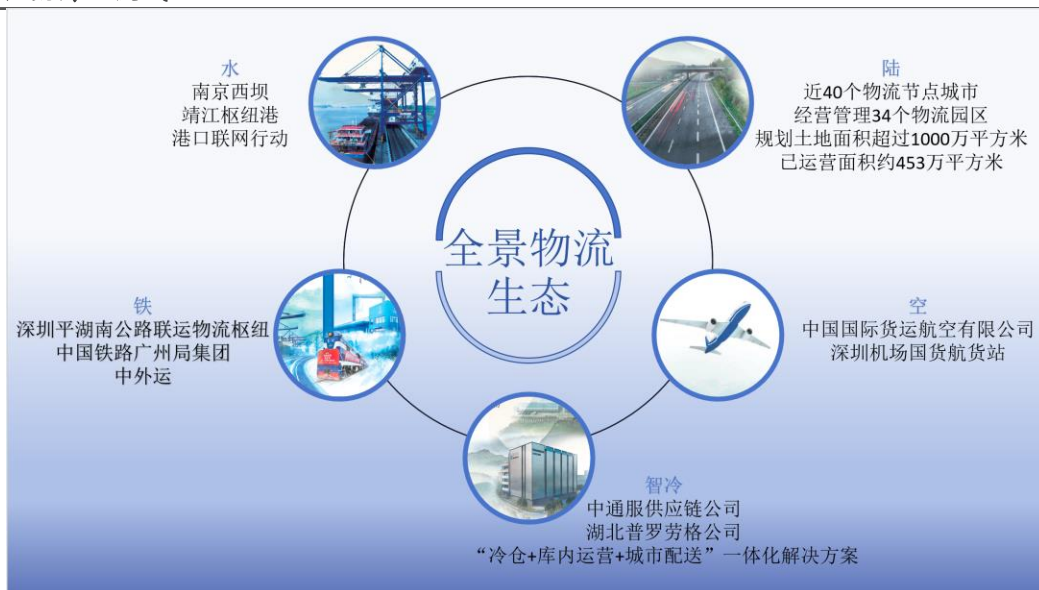 水
南京西坝
靖江枢纽港
港口联网行动
陆
近40个物流节点城市
经营管理34个物流园区
规划土地面积超过1000万平方米
已运营面积约453万平方米
全景物流
生态
铁
深圳平湖南公路联运物流枢纽
中国铁路广州局集团
中外运
空
中国国际货运航空有限公司
深圳机场国货航货站
智冷
中通服供应链公司
湖北普罗劳格公司
“冷仓+库内运营+城市配送”一体化解决方案